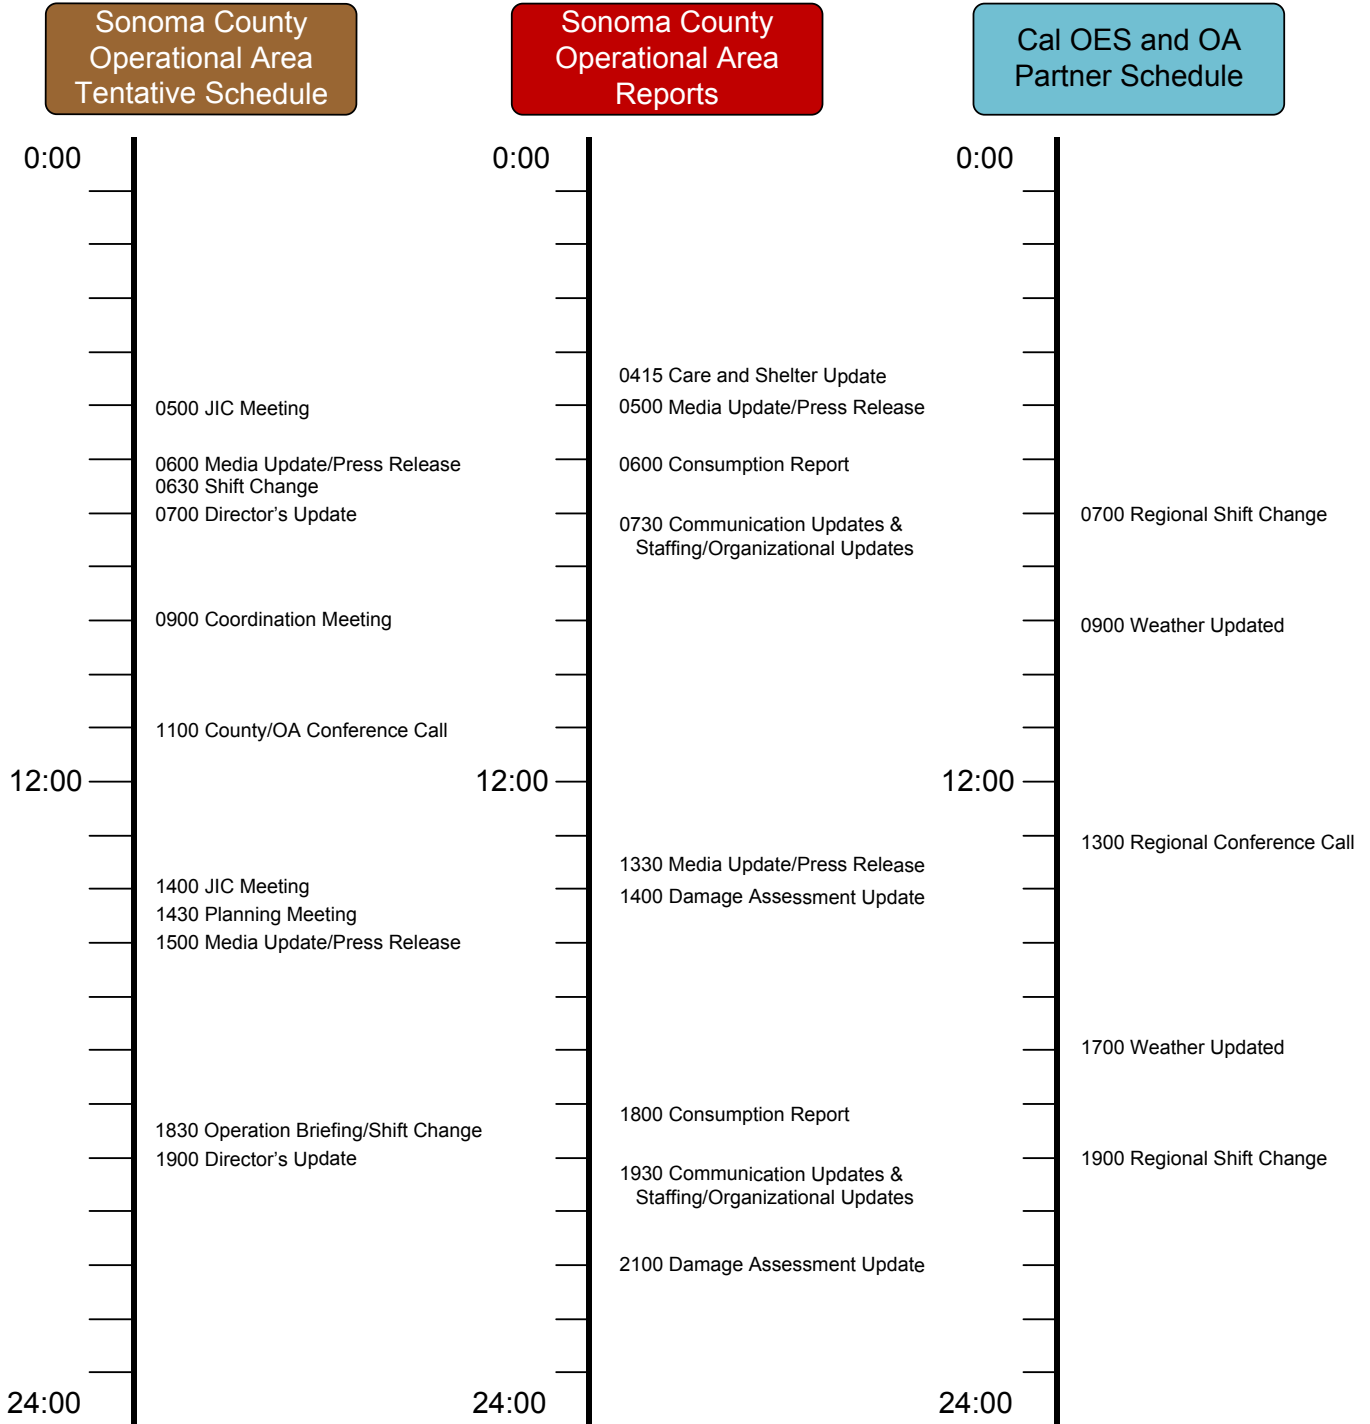 Sonoma County
Operational Area
Tentative Schedule
0:00
0500 JIC Meeting
0600 Media Update/Press Release
0630 Shift Change
0700 Director’s Update
0900 Coordination Meeting
1100 County/OA Conference Call
12:00
1400 JIC Meeting
1430 Planning Meeting
1500 Media Update/Press Release
1830 Operation Briefing/Shift Change
1900 Director’s Update
24:00
Sonoma County
Operational Area
Reports
0:00
0415 Care and Shelter Update
0500 Media Update/Press Release
0600 Consumption Report
0730 Communication Updates &
Staffing/Organizational Updates
12:00
1330 Media Update/Press Release
1400 Damage Assessment Update
1800 Consumption Report
1930 Communication Updates &
Staffing/Organizational Updates
2100 Damage Assessment Update
24:00
Cal OES and OA
Partner Schedule
0:00
0700 Regional Shift Change
0900 Weather Updated
12:00
1300 Regional Conference Call
1700 Weather Updated
1900 Regional Shift Change
24:00